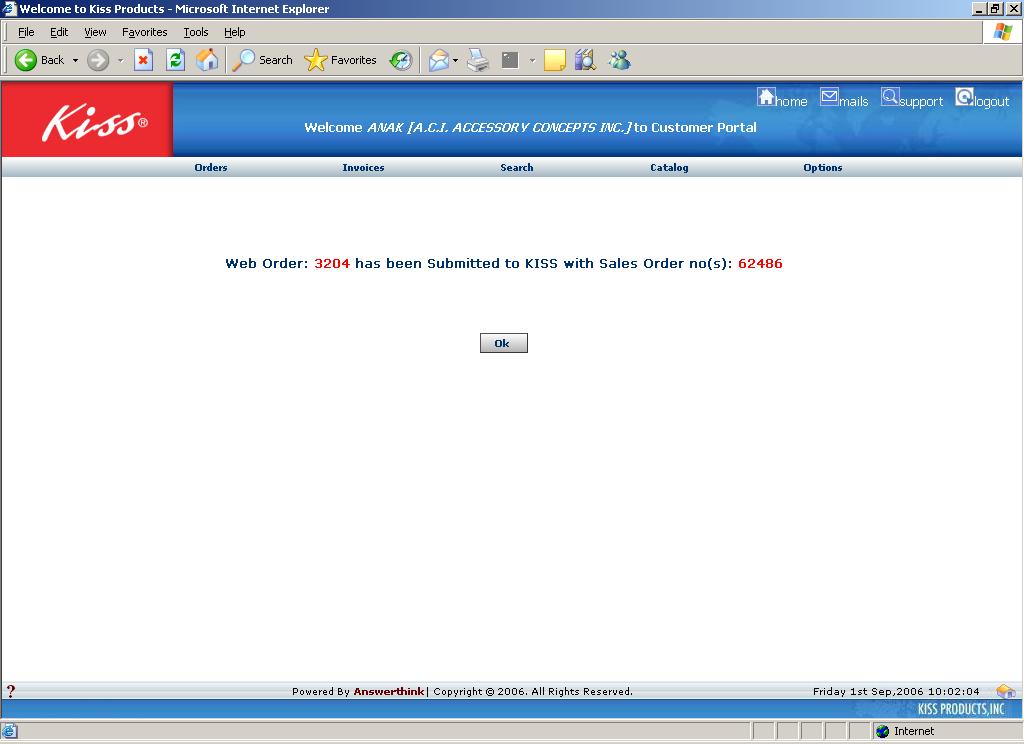 Welcome to Kiss Products - Microsoft Internet Explorer
File Edit View Favorites Tools Help
Back Search Favorites
Kiss®
home mails support logout
Welcome ANAK [A.C.I. ACCESSORY CONCEPTS INC.] to Customer Portal
Orders Invoices Search Catalog Options
Web Order: 3204 has been Submitted to KISS with Sales Order no(s): 62486
Ok
? Powered By Answerthink | Copyright © 2006. All Rights Reserved. Friday 1st Sep,2006 10:02:04
KISS PRODUCTS,INC
Internet